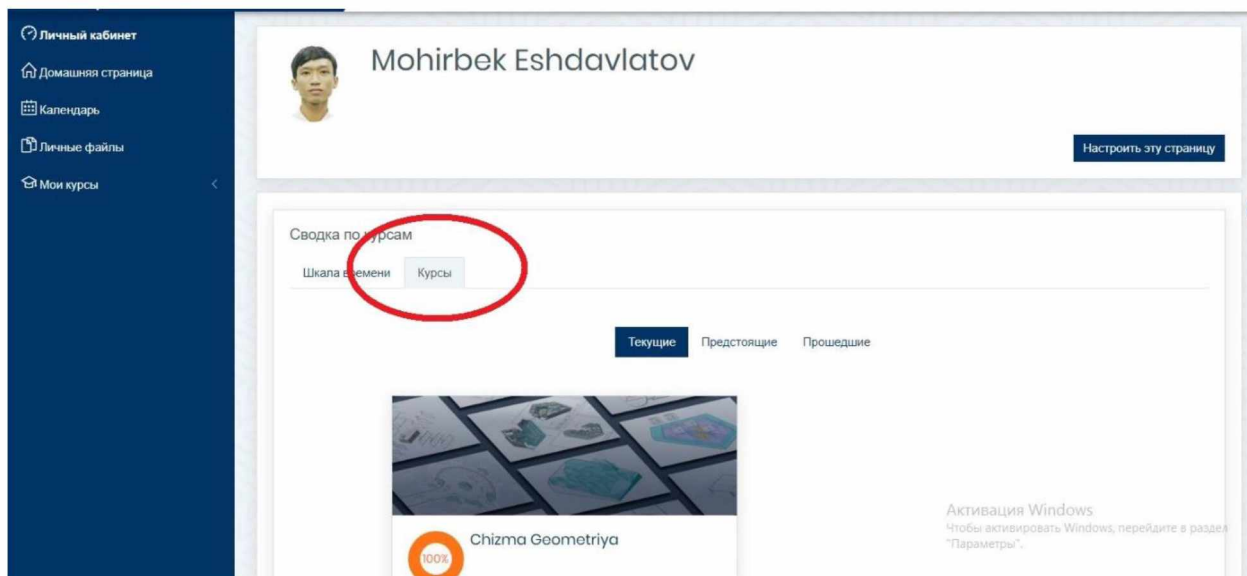 Личный кабинет
Домашняя страница
Календарь
Личные файлы
Мои курсы
Mohirbek Eshdavlatov
Настроить эту страницу
Сводка по курсам
Шкала времени Курсы
Текущие Предстоящие Прошедшие
100%
Chizma Geometriya
Активация Windows
Чтобы активировать Windows, перейдите в раздел
"Параметры".